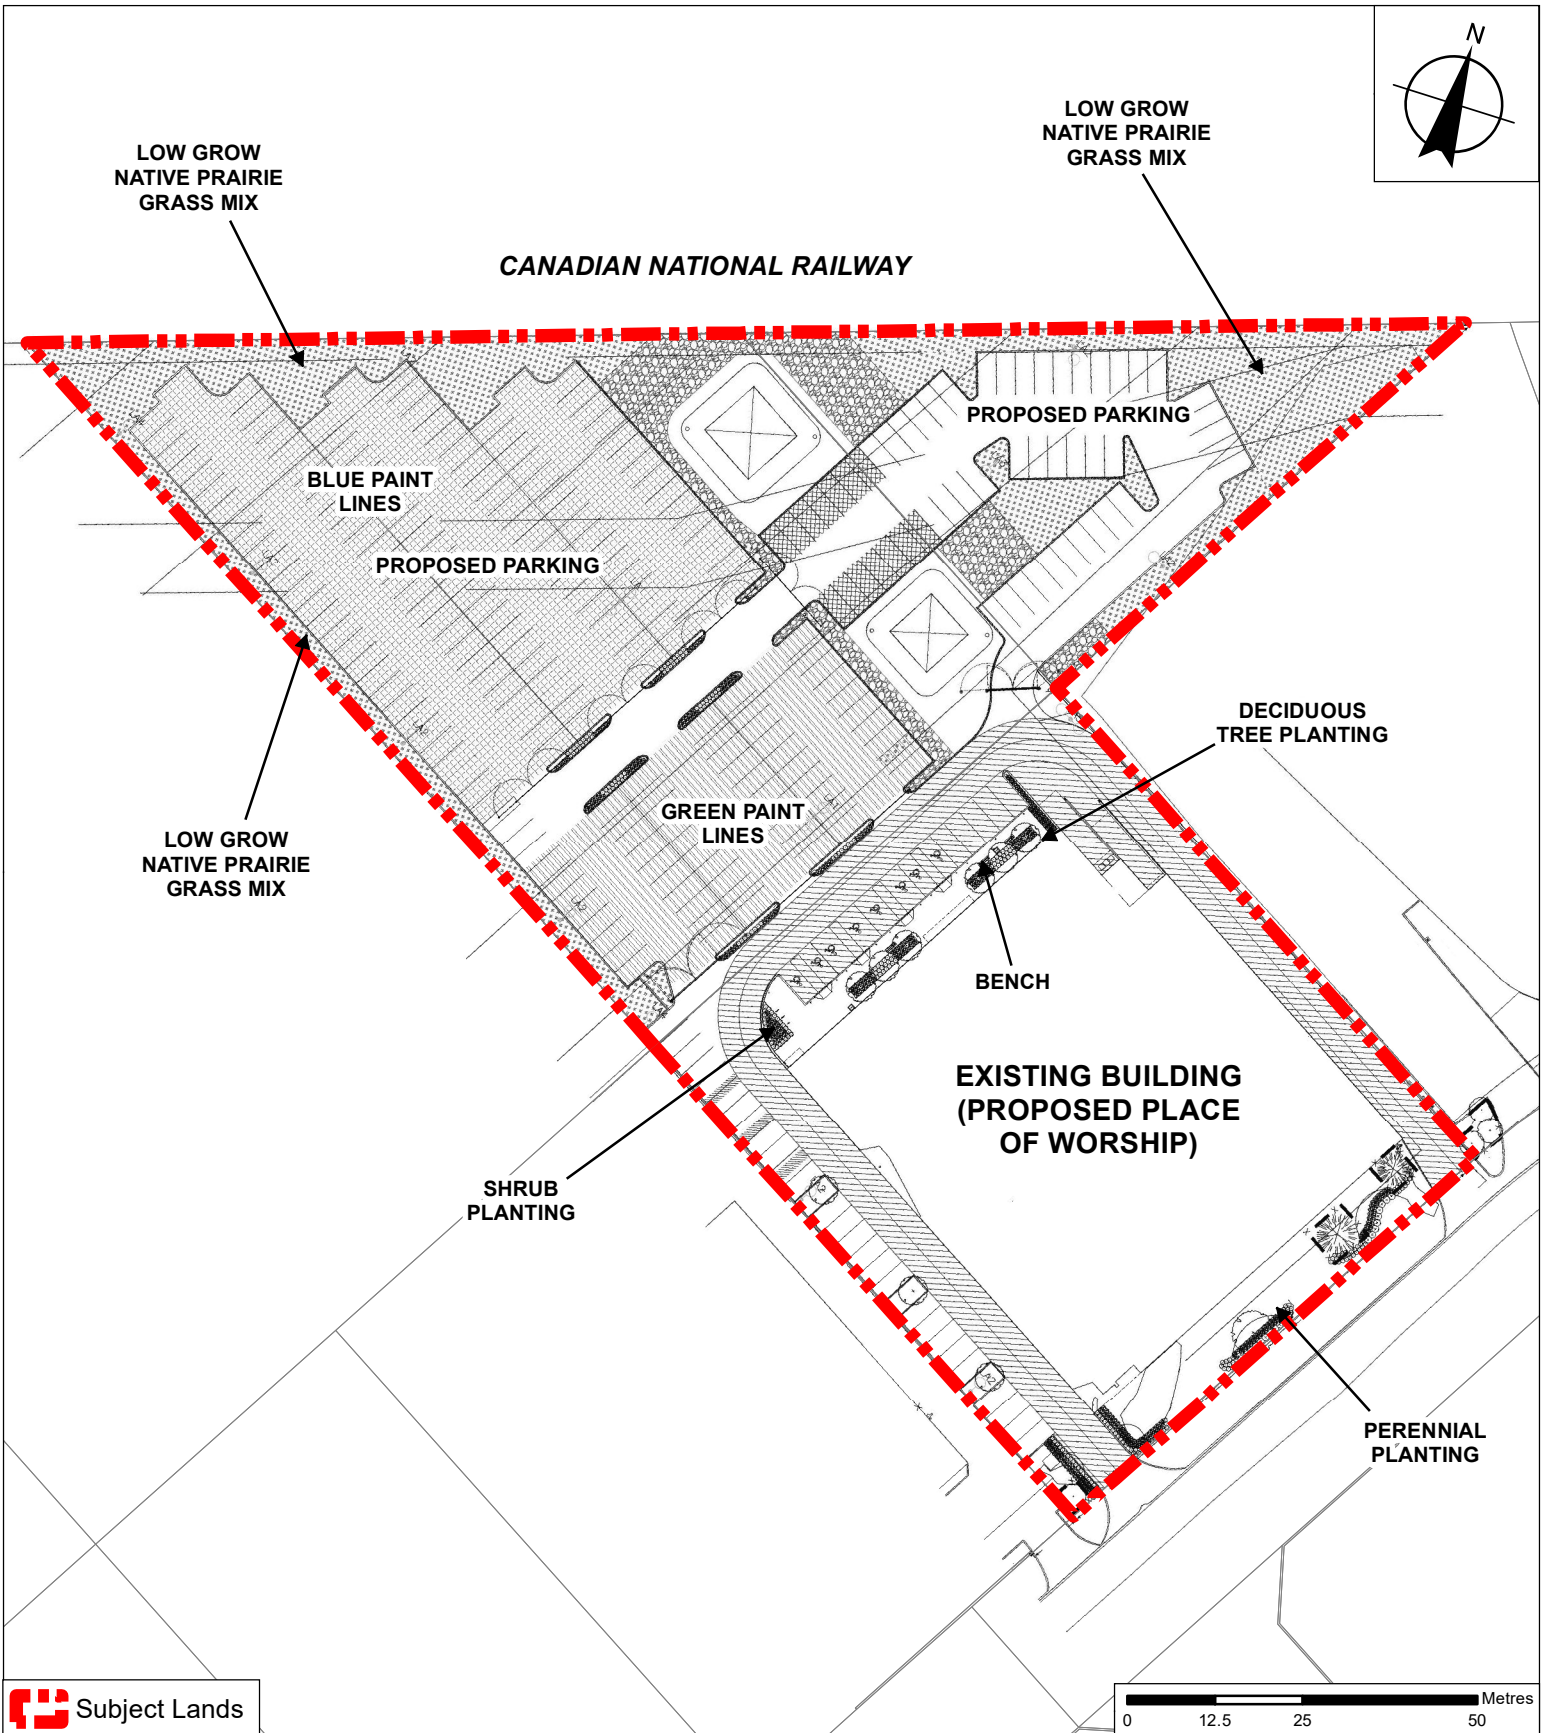 N
LOW GROW
NATIVE PRAIRIE
GRASS MIX
LOW GROW
NATIVE PRAIRIE
GRASS MIX
CANADIAN NATIONAL RAILWAY
PROPOSED PARKING
BLUE PAINT
LINES
PROPOSED PARKING
DECIDUOUS
TREE PLANTING
GREEN PAINT
LINES
LOW GROW
NATIVE PRAIRIE
GRASS MIX
BENCH
EXISTING BUILDING
(PROPOSED PLACE
OF WORSHIP)
SHRUB
PLANTING
PERENNIAL
PLANTING
Subject Lands
Metres
0 12.5 25 50